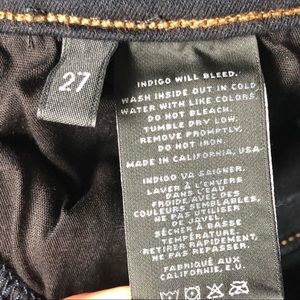 27
INDIGO WILL BLEED.
WASH INSIDE OUT IN COLD
WATER WITH LIKE COLORS.
DO NOT BLEACH.
TUMBLE DRY LOW.
REMOVE PROMPTLY.
DO NOT IRON.
MADE IN CALIFORNIA, USA
INDIGO VA SAIGNER.
LAVER À L'ENVERS
DANS L'EAU
FROIDE AVEC DES
COULEURS SEMBLABLES.
NE PAS UTILISER
DE JAVEL.
SÉCHER À BASSE
TEMPÉRATURE.
RETIRER RAPIDEMENT.
NE PAS REPASSER.
FABRIQUÉ AUX
CALIFORNIE, E.U.